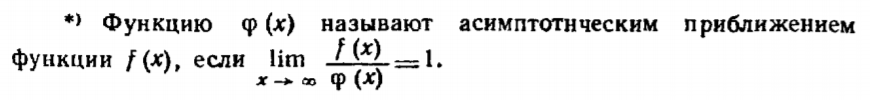 *) Функцию φ (x) называют асимптотическим приближением
функции f (x), если lim x → ∞ f (x) / φ (x) = 1.